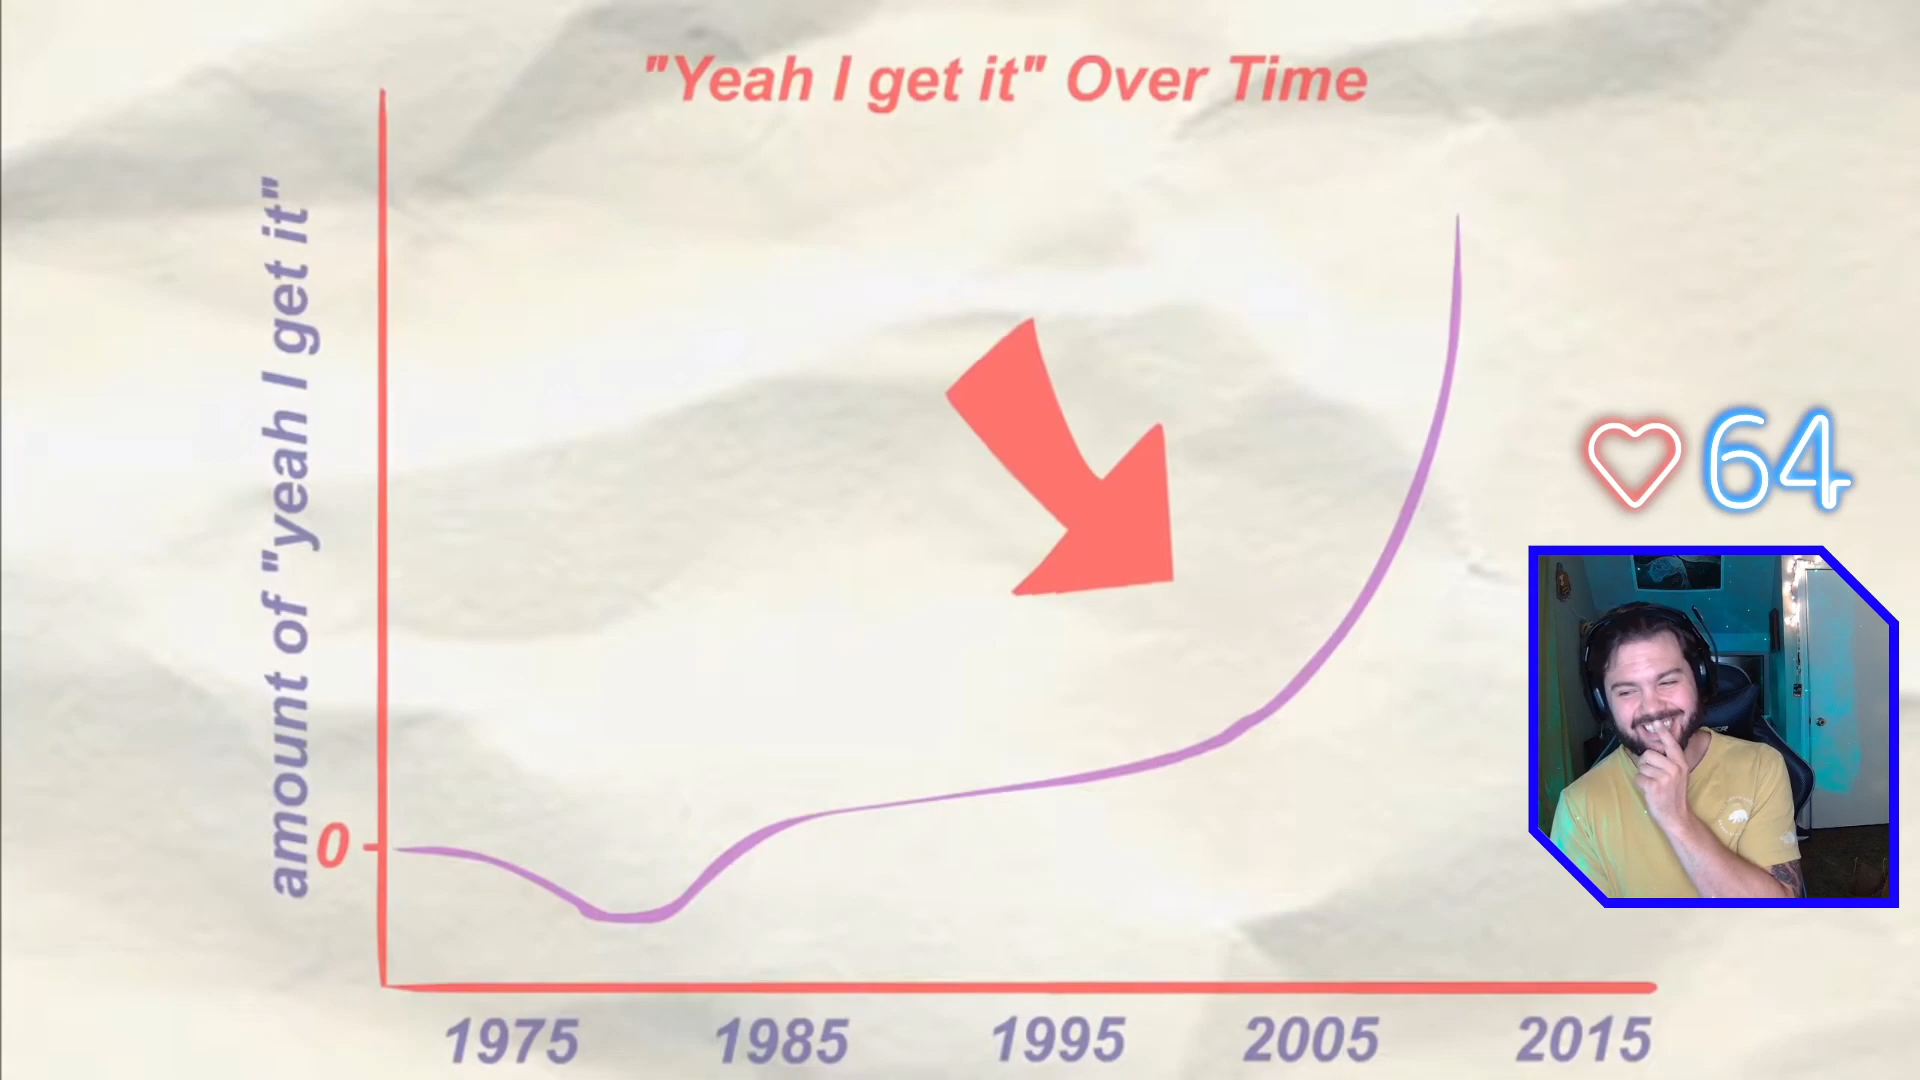 "Yeah I get it" Over Time
amount of "yeah I get it"
64
0
1975 1985 1995 2005 2015